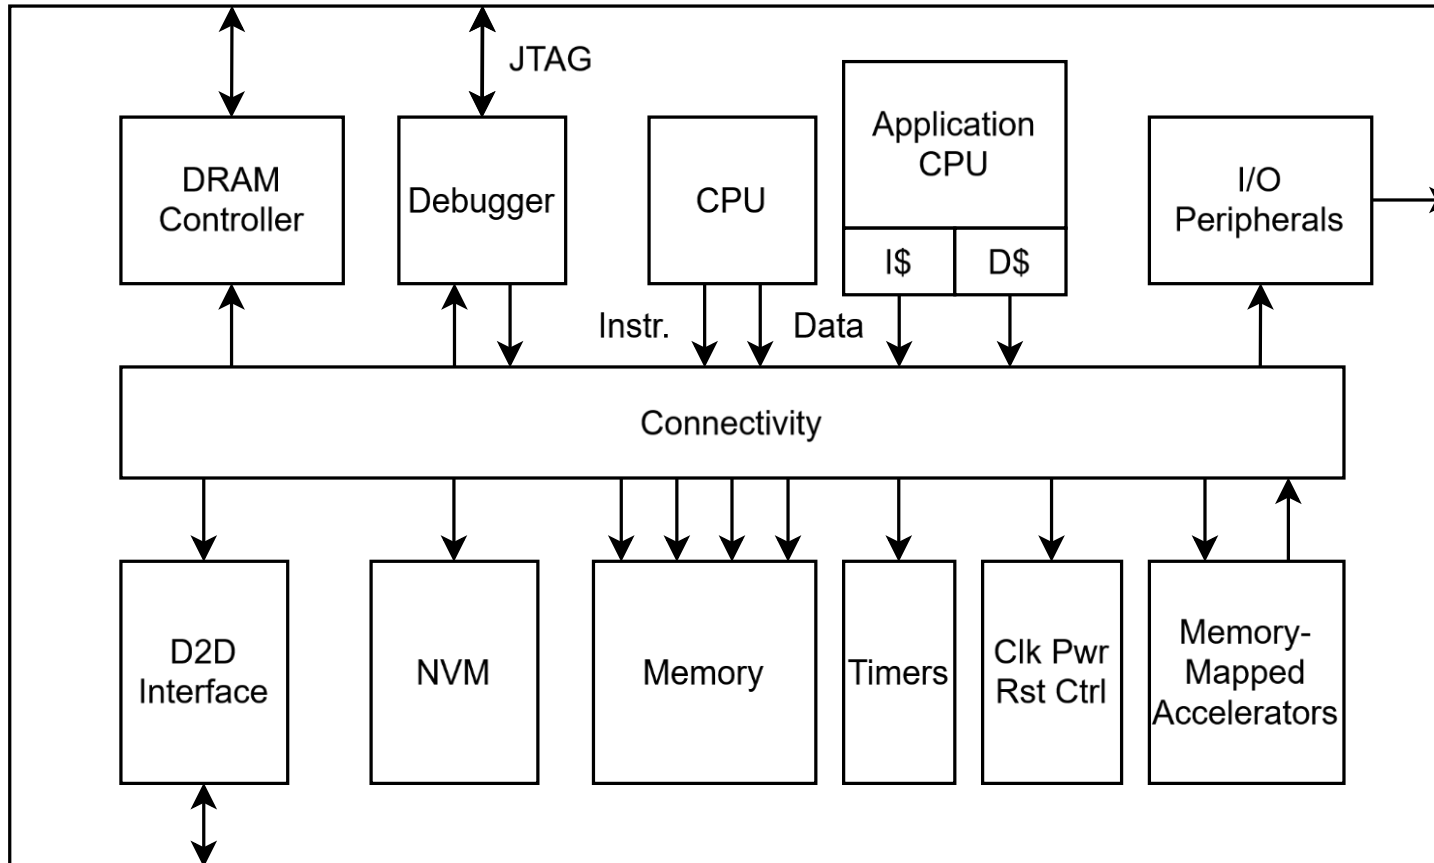 JTAG
DRAM
Controller
Debugger
CPU
Application
CPU
I$
D$
I/O
Peripherals
Instr.
Data
Connectivity
D2D
Interface
NVM
Memory
Timers
Clk Pwr
Rst Ctrl
Memory-
Mapped
Accelerators